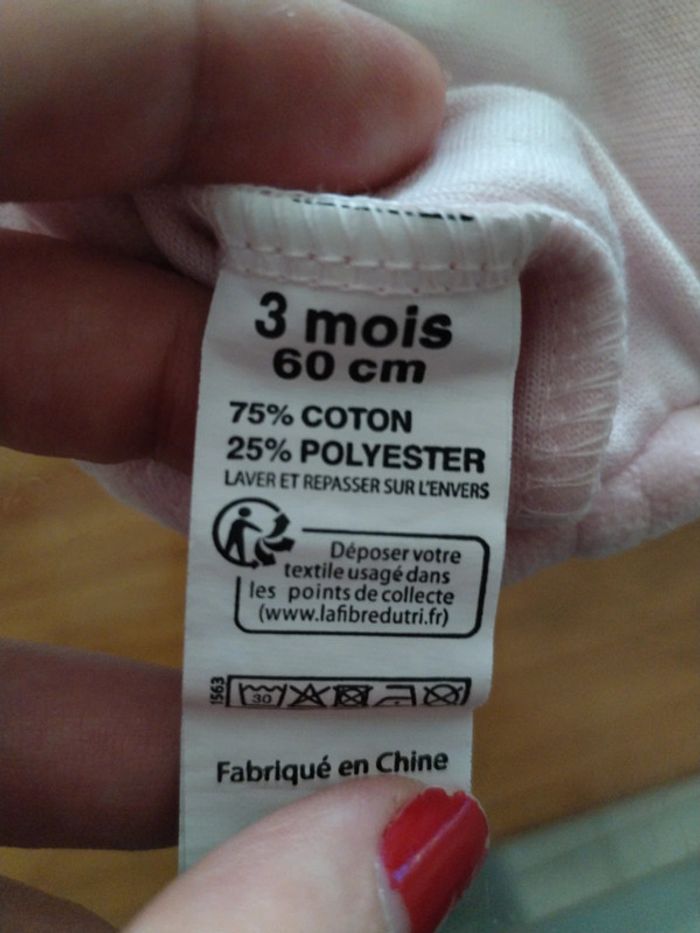 3 mois
60 cm
75% COTON
25% POLYESTER
LAVER ET REPASSER SUR L'ENVERS
Déposer votre
textile usagé dans
les points de collecte
(www.lafibredutri.fr)
1563
30
Fabriqué en Chine